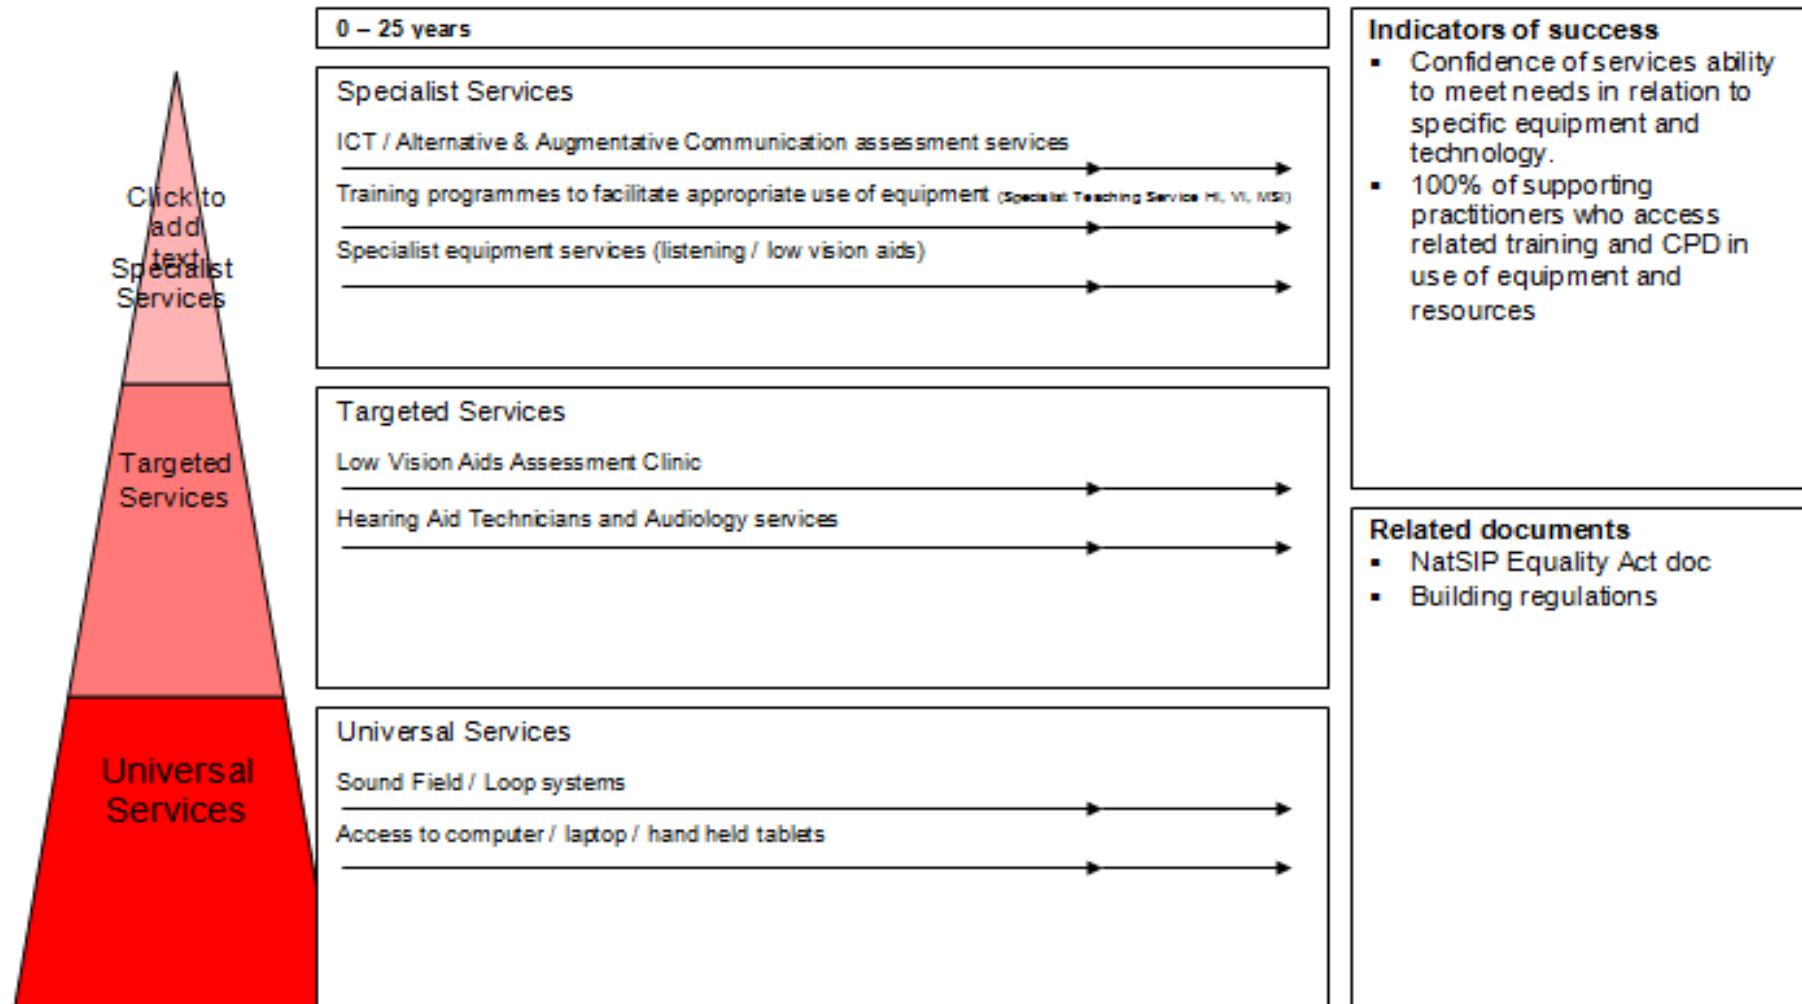 0 – 25 years
Specialist Services
ICT / Alternative & Augmentative Communication assessment services
Training programmes to facilitate appropriate use of equipment (Specialist Teaching Service HI, VI, MSI)
Specialist equipment services (listening / low vision aids)
Click to
add
text
Specialist
Services
Targeted Services
Low Vision Aids Assessment Clinic
Hearing Aid Technicians and Audiology services
Targeted
Services
Universal Services
Sound Field / Loop systems
Access to computer / laptop / hand held tablets
Universal
Services
Indicators of success
▪ Confidence of services ability
to meet needs in relation to
specific equipment and
technology.
▪ 100% of supporting
practitioners who access
related training and CPD in
use of equipment and
resources
Related documents
▪ NatSIP Equality Act doc
▪ Building regulations